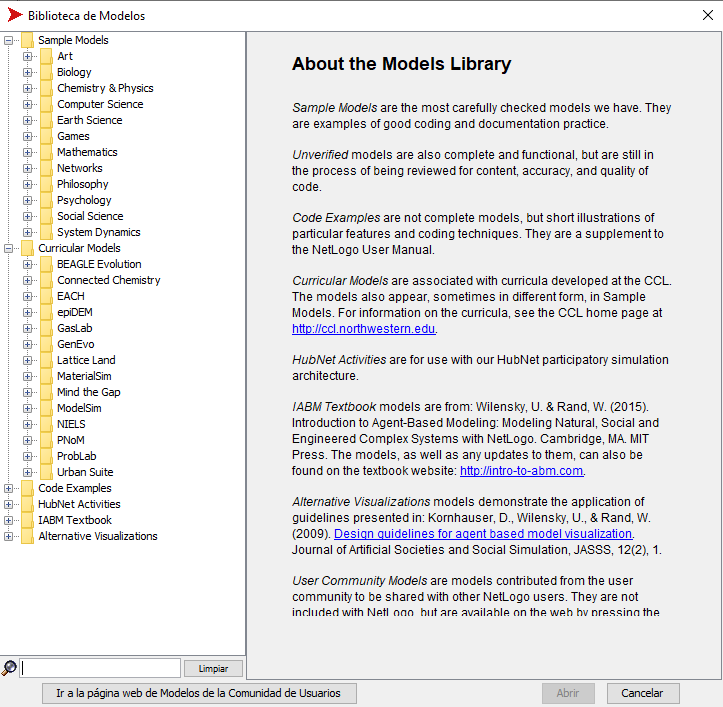 Biblioteca de Modelos
Sample Models
Art
Biology
Chemistry & Physics
Computer Science
Earth Science
Games
Mathematics
Networks
Philosophy
Psychology
Social Science
System Dynamics
Curricular Models
BEAGLE Evolution
Connected Chemistry
EACH
epiDEM
GasLab
GenEvo
Lattice Land
MaterialSim
Mind the Gap
ModelSim
NIELS
PNoM
ProbLab
Urban Suite
Code Examples
HubNet Activities
IABM Textbook
Alternative Visualizations
Limpiar
About the Models Library
Sample Models are the most carefully checked models we have. They
are examples of good coding and documentation practice.
Unverified models are also complete and functional, but are still in
the process of being reviewed for content, accuracy, and quality of
code.
Code Examples are not complete models, but short illustrations of
particular features and coding techniques. They are a supplement to
the NetLogo User Manual.
Curricular Models are associated with curricula developed at the CCL.
The models also appear, sometimes in different form, in Sample
Models. For information on the curricula, see the CCL home page at
http://ccl.northwestern.edu.
HubNet Activities are for use with our HubNet participatory simulation
architecture.
IABM Textbook models are from: Wilensky, U. & Rand, W. (2015).
Introduction to Agent-Based Modeling: Modeling Natural, Social and
Engineered Complex Systems with NetLogo. Cambridge, MA. MIT
Press. The models, as well as any updates to them, can also be
found on the textbook website: http://intro-to-abm.com.
Alternative Visualizations models demonstrate the application of
guidelines presented in: Kornhauser, D., Wilensky, U., & Rand, W.
(2009). Design guidelines for agent based model visualization.
Journal of Artificial Societies and Social Simulation, JASSS, 12(2), 1.
User Community Models are models contributed from the user
community to be shared with other NetLogo users. They are not
included with NetLogo, but are available on the web by pressing the
Ir a la página web de Modelos de la Comunidad de Usuarios
Abrir
Cancelar